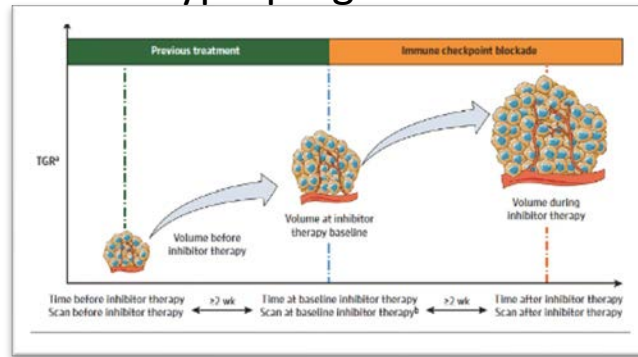 Previous treatment
Immune checkpoint blockade
TGRa
Volume before
inhibitor therapy
Volume at inhibitor
therapy baseline
Volume during
inhibitor therapy
Time before inhibitor therapy
Scan before inhibitor therapy
≥2 wk
Time at baseline inhibitor therapy
Scan at baseline inhibitor therapyb
≥2 wk
Time after inhibitor therapy
Scan after inhibitor therapy